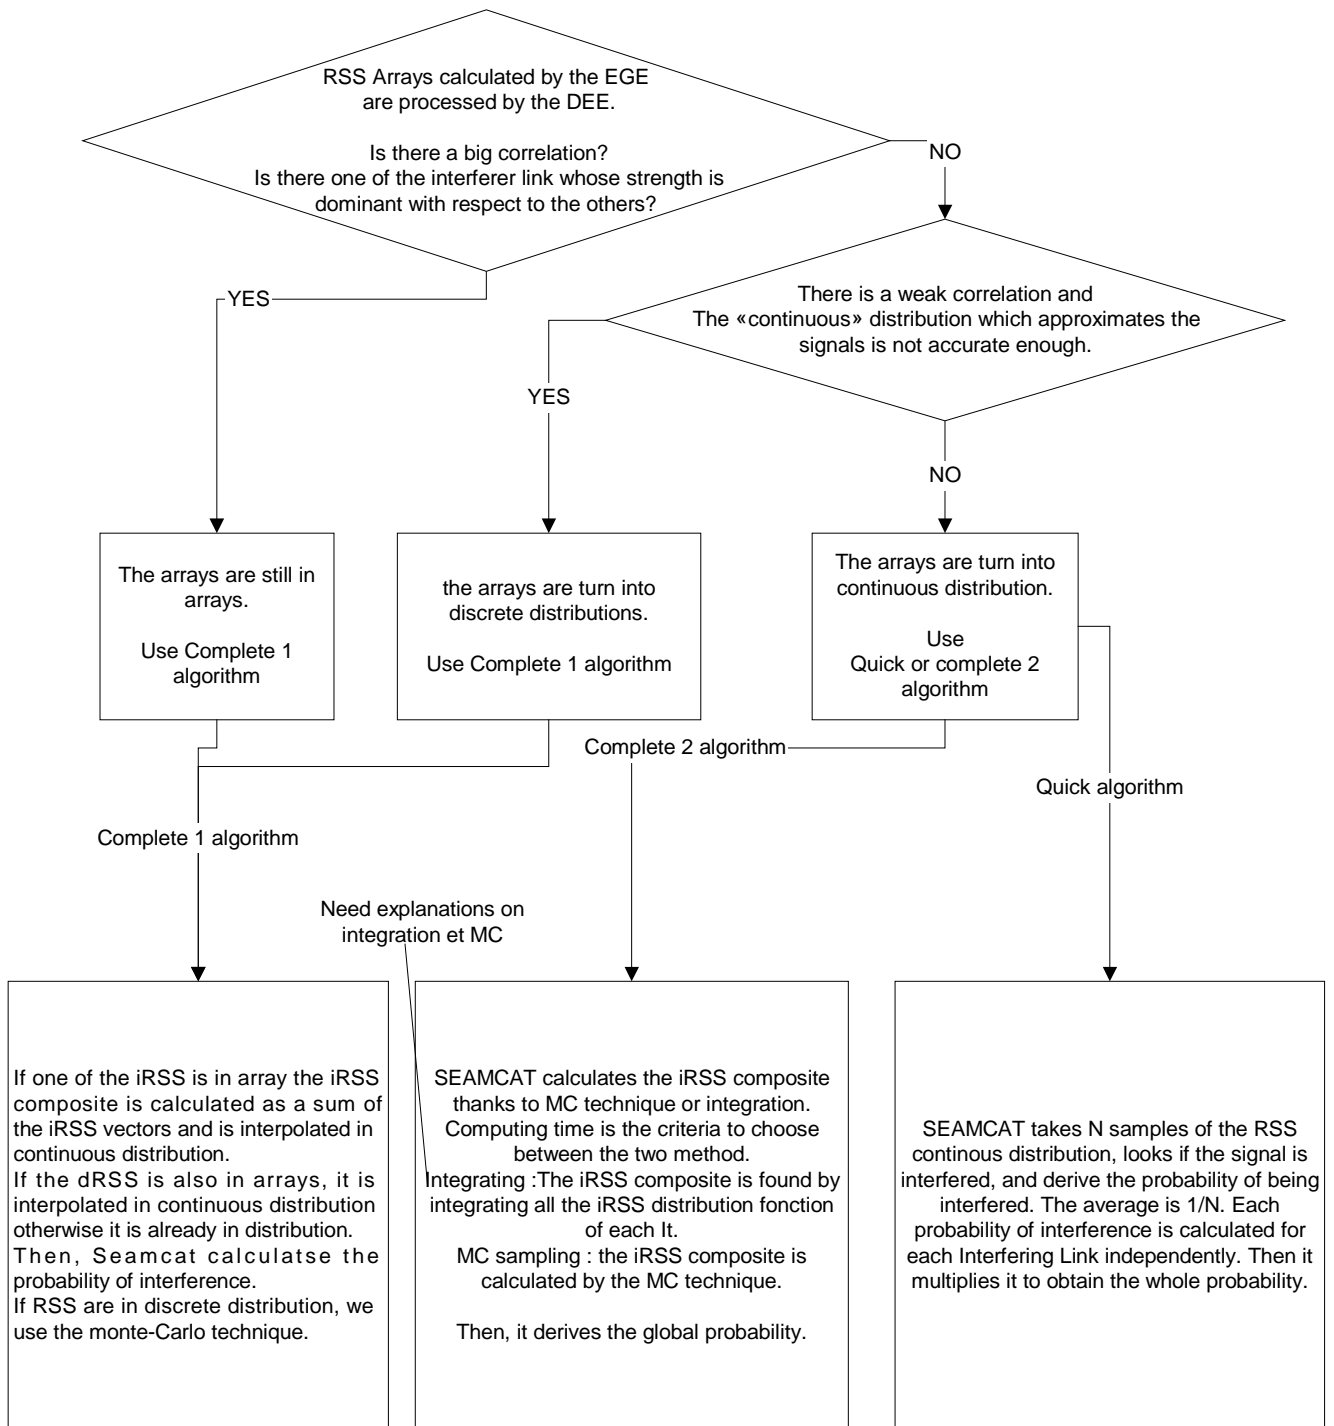 RSS Arrays calculated by the EGE
are processed by the DEE.
Is there a big correlation?
Is there one of the interferer link whose strength is
dominant with respect to the others?
NO
YES
There is a weak correlation and
The «continuous» distribution which approximates the
signals is not accurate enough.
YES
NO
The arrays are still in
arrays.
Use Complete 1
algorithm
the arrays are turn into
discrete distributions.
Use Complete 1 algorithm
The arrays are turn into
continuous distribution.
Use
Quick or complete 2
algorithm
Complete 2 algorithm
Quick algorithm
Complete 1 algorithm
Need explanations on
integration et MC
If one of the iRSS is in array the iRSS
composite is calculated as a sum of
the iRSS vectors and is interpolated in
continuous distribution.
If the dRSS is also in arrays, it is
interpolated in continuous distribution
otherwise it is already in distribution.
Then, Seamcat calculatse the
probability of interference.
If RSS are in discrete distribution, we
use the monte-Carlo technique.
SEAMCAT calculates the iRSS composite
thanks to MC technique or integration.
Computing time is the criteria to choose
between the two method.
Integrating :The iRSS composite is found by
integrating all the iRSS distribution fonction
of each It.
MC sampling : the iRSS composite is
calculated by the MC technique.
Then, it derives the global probability.
SEAMCAT takes N samples of the RSS
continous distribution, looks if the signal is
interfered, and derive the probability of being
interfered. The average is 1/N. Each
probability of interference is calculated for
each Interfering Link independently. Then it
multiplies it to obtain the whole probability.